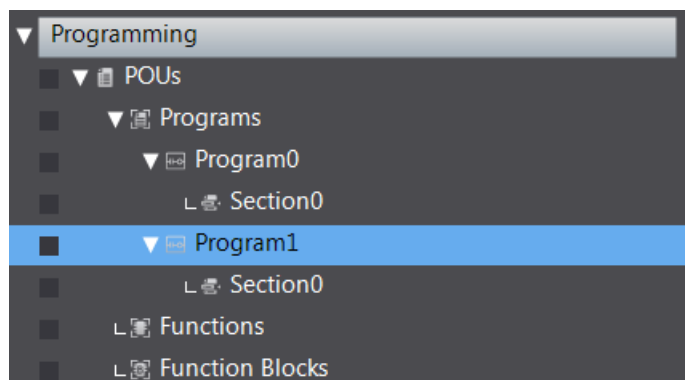 Programming
POUs
Programs
Program0
Section0
Program1
Section0
Functions
Function Blocks